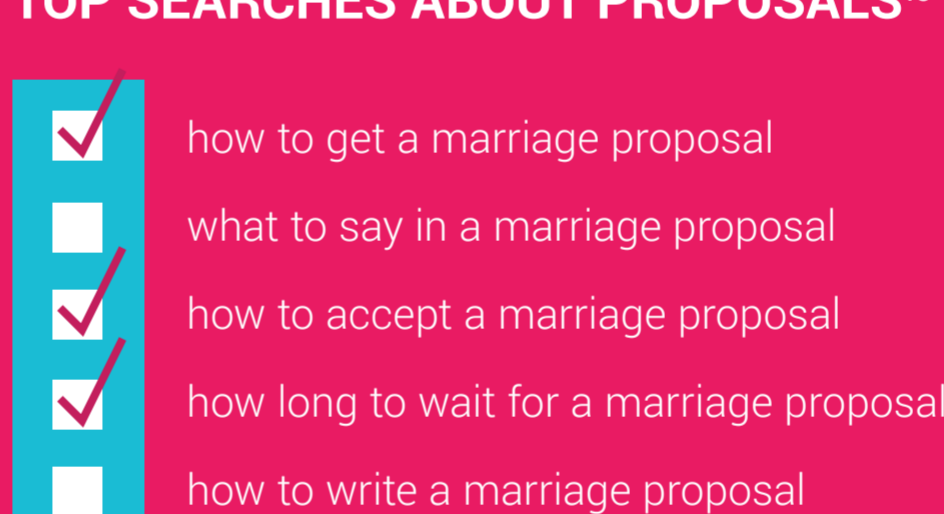 TOP SEARCHES ABOUT PROPOSALS
how to get a marriage proposal
what to say in a marriage proposal
how to accept a marriage proposal
how long to wait for a marriage proposal
how to write a marriage proposal